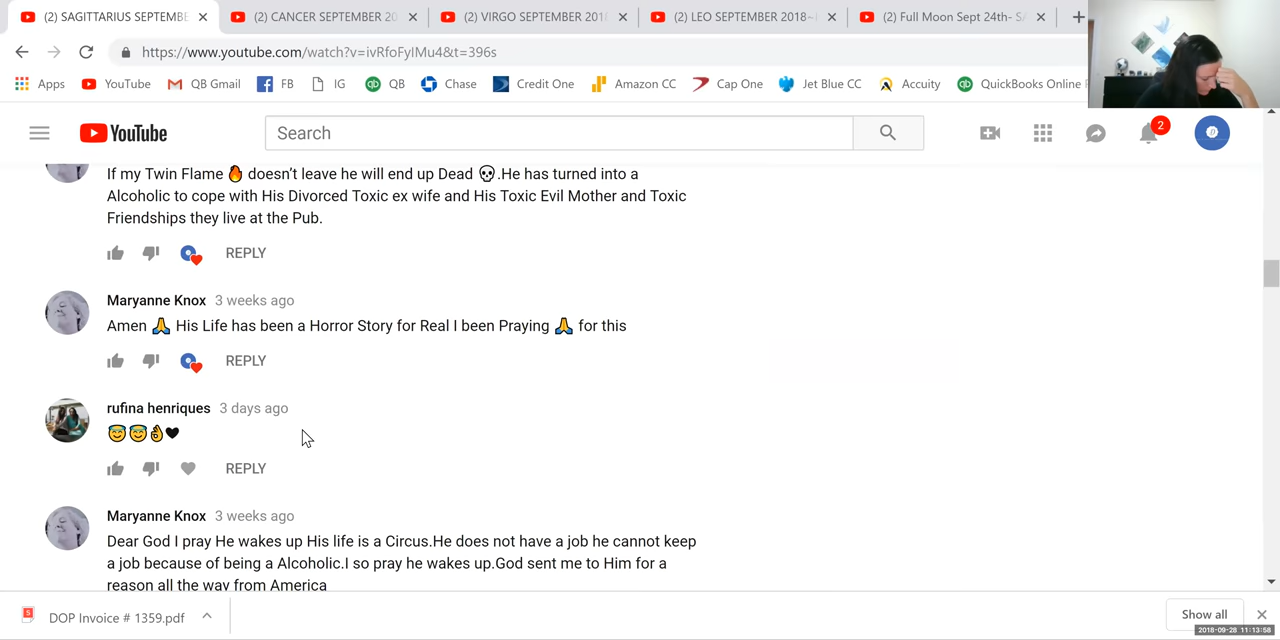 (2) SAGITTARIUS SEPTEMBE
(2) CANCER SEPTEMBER 20
(2) VIRGO SEPTEMBER 201
(2) LEO SEPTEMBER 2018~
(2) Full Moon Sept 24th- SA
https://www.youtube.com/watch?v=ivRfoFyIMu4&t=396s
Apps YouTube QB Gmail FB IG QB Chase Credit One Amazon CC Cap One Jet Blue CC Accuity QuickBooks Online
YouTube
Search
2
If my Twin Flame 🔥 doesn't leave he will end up Dead 💀.He has turned into a
Alcoholic to cope with His Divorced Toxic ex wife and His Toxic Evil Mother and Toxic
Friendships they live at the Pub.
REPLY
Maryanne Knox 3 weeks ago
Amen 🙏 His Life has been a Horror Story for Real I been Praying 🙏 for this
REPLY
rufina henriques 3 days ago
😇😇👌🖤
REPLY
Maryanne Knox 3 weeks ago
Dear God I pray He wakes up His life is a Circus.He does not have a job he cannot keep
a job because of being a Alcoholic.I so pray he wakes up.God sent me to Him for a
reason all the way from America
DOP Invoice # 1359.pdf
Show all
2018-09-28 11:13:58